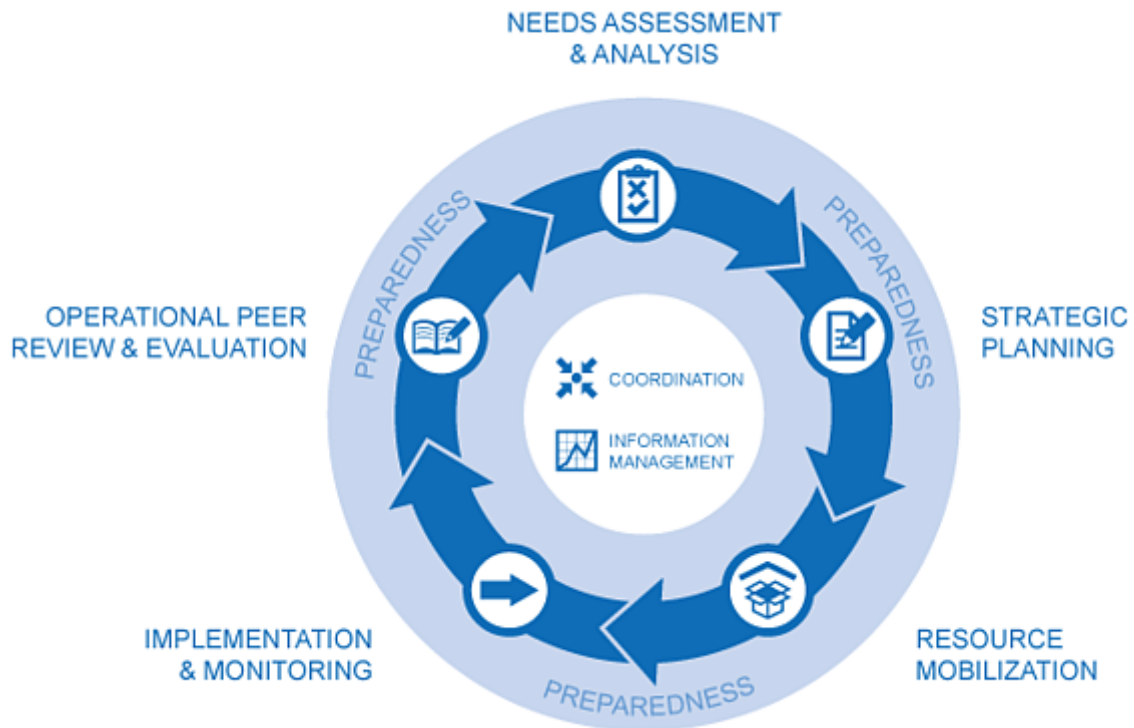 NEEDS ASSESSMENT
& ANALYSIS
PREPAREDNESS
PREPAREDNESS
OPERATIONAL PEER
REVIEW & EVALUATION
STRATEGIC
PLANNING
COORDINATION
INFORMATION
MANAGEMENT
IMPLEMENTATION
& MONITORING
RESOURCE
MOBILIZATION
PREPAREDNESS